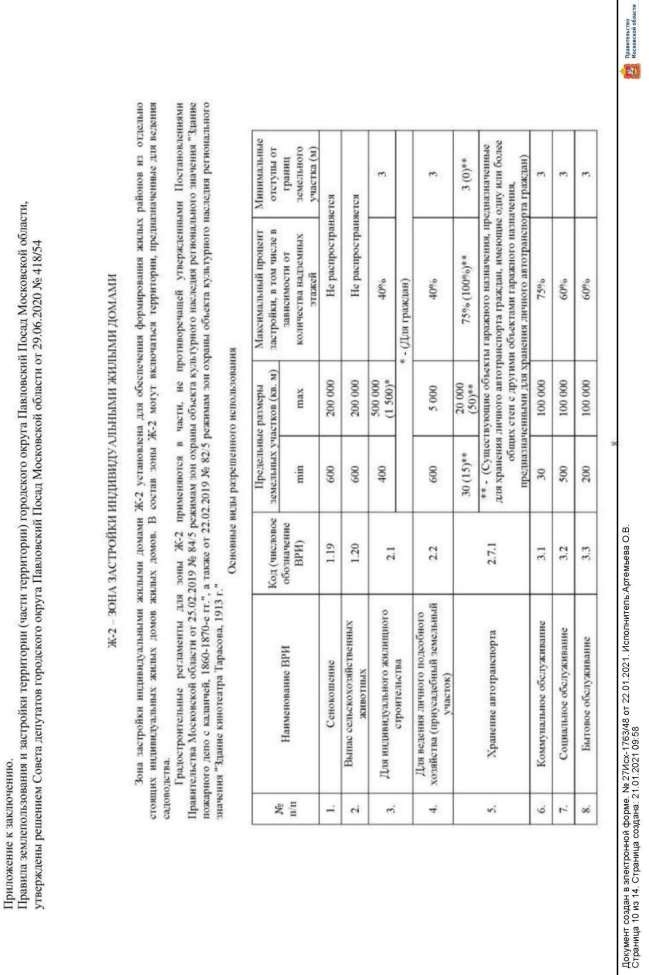 Приложение к заключению.
Правила землепользования и застройки территории (части территории) городского округа Павловский Посад Московской области,
утверждены решением Совета депутатов городского округа Павловский Посад Московской области от 29.06.2020 № 418/54
Ж-2 – ЗОНА ЗАСТРОЙКИ ИНДИВИДУАЛЬНЫМИ ЖИЛЫМИ ДОМАМИ
Зона застройки индивидуальными жилыми домами Ж-2 установлена для обеспечения формирования жилых районов из отдельно
стоящих индивидуальных жилых домов жилых домов. В состав зоны Ж-2 могут включаться территории, предназначенные для ведения
садоводства.
Градостроительные регламенты для зоны Ж-2 применяются в части, не противоречащей утвержденными Постановлениями
Правительства Московской области от 25.02.2019 № 84/5 режимам зон охраны объекта культурного наследия регионального значения "Здание
пожарного депо с каланчей, 1860-1870-е гг.", а также от 22.02.2019 № 82/5 режимам зон охраны объекта культурного наследия регионального
значения "Здание кинотеатра Тарасова, 1913 г."
Основные виды разрешенного использования
№ п/п
Наименование ВРИ
Код (числовое обозначение ВРИ)
Предельные размеры земельных участков (кв. м)
min
max
Максимальный процент застройки, в том числе в зависимости от количества надземных этажей
Минимальные отступы от границ земельного участка (м)
1. Сенокошение 1.19 600 200 000 Не распространяется
2. Выпас сельскохозяйственных животных 1.20 600 200 000 Не распространяется
3. Для индивидуального жилищного строительства 2.1 400 500 000 (1 500)* 40% 3
* - (Для граждан)
4. Для ведения личного подсобного хозяйства (приусадебный земельный участок) 2.2 600 5 000 40% 3
5. Хранение автотранспорта 2.7.1 30 (15)** 20 000 (50)** 75% (100%)** 3 (0)**
** - (Существующие объекты гаражного назначения, предназначенные
для хранения личного автотранспорта граждан, имеющие одну или более
общих стен с другими объектами гаражного назначения,
предназначенными для хранения личного автотранспорта граждан)
6. Коммунальное обслуживание 3.1 30 100 000 75% 3
7. Социальное обслуживание 3.2 500 100 000 60% 3
8. Бытовое обслуживание 3.3 200 100 000 60% 3
Документ создан в электронной форме. № 27Исх-1763/48 от 22.01.2021. Исполнитель:Артемьева О.В.
Страница 10 из 14. Страница создана: 21.01.2021 09:56
Правительство
Московской области